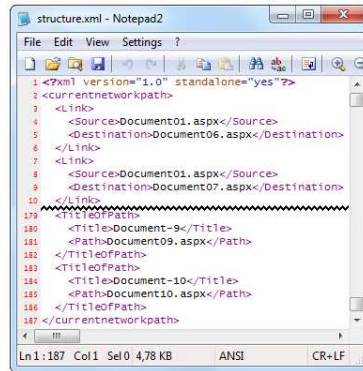 structure.xml - Notepad2
File Edit View Settings ?
1 <?xml version="1.0" standalone="yes"?>
2 <currentnetworkpath>
3 <Link>
4 <Source>Document01.aspx</Source>
5 <Destination>Document06.aspx</Destination>
6 </Link>
7 <Link>
8 <Source>Document01.aspx</Source>
9 <Destination>Document07.aspx</Destination>
10 </Link>
179 <TitleOfPath>
180 <Title>Document-9</Title>
181 <Path>Document09.aspx</Path>
182 </TitleOfPath>
183 <TitleOfPath>
184 <Title>Document-10</Title>
185 <Path>Document10.aspx</Path>
186 </TitleOfPath>
187 </currentnetworkpath>
Ln 1 : 187 Col 1 Sel 0 4,78 KB ANSI CR+LF